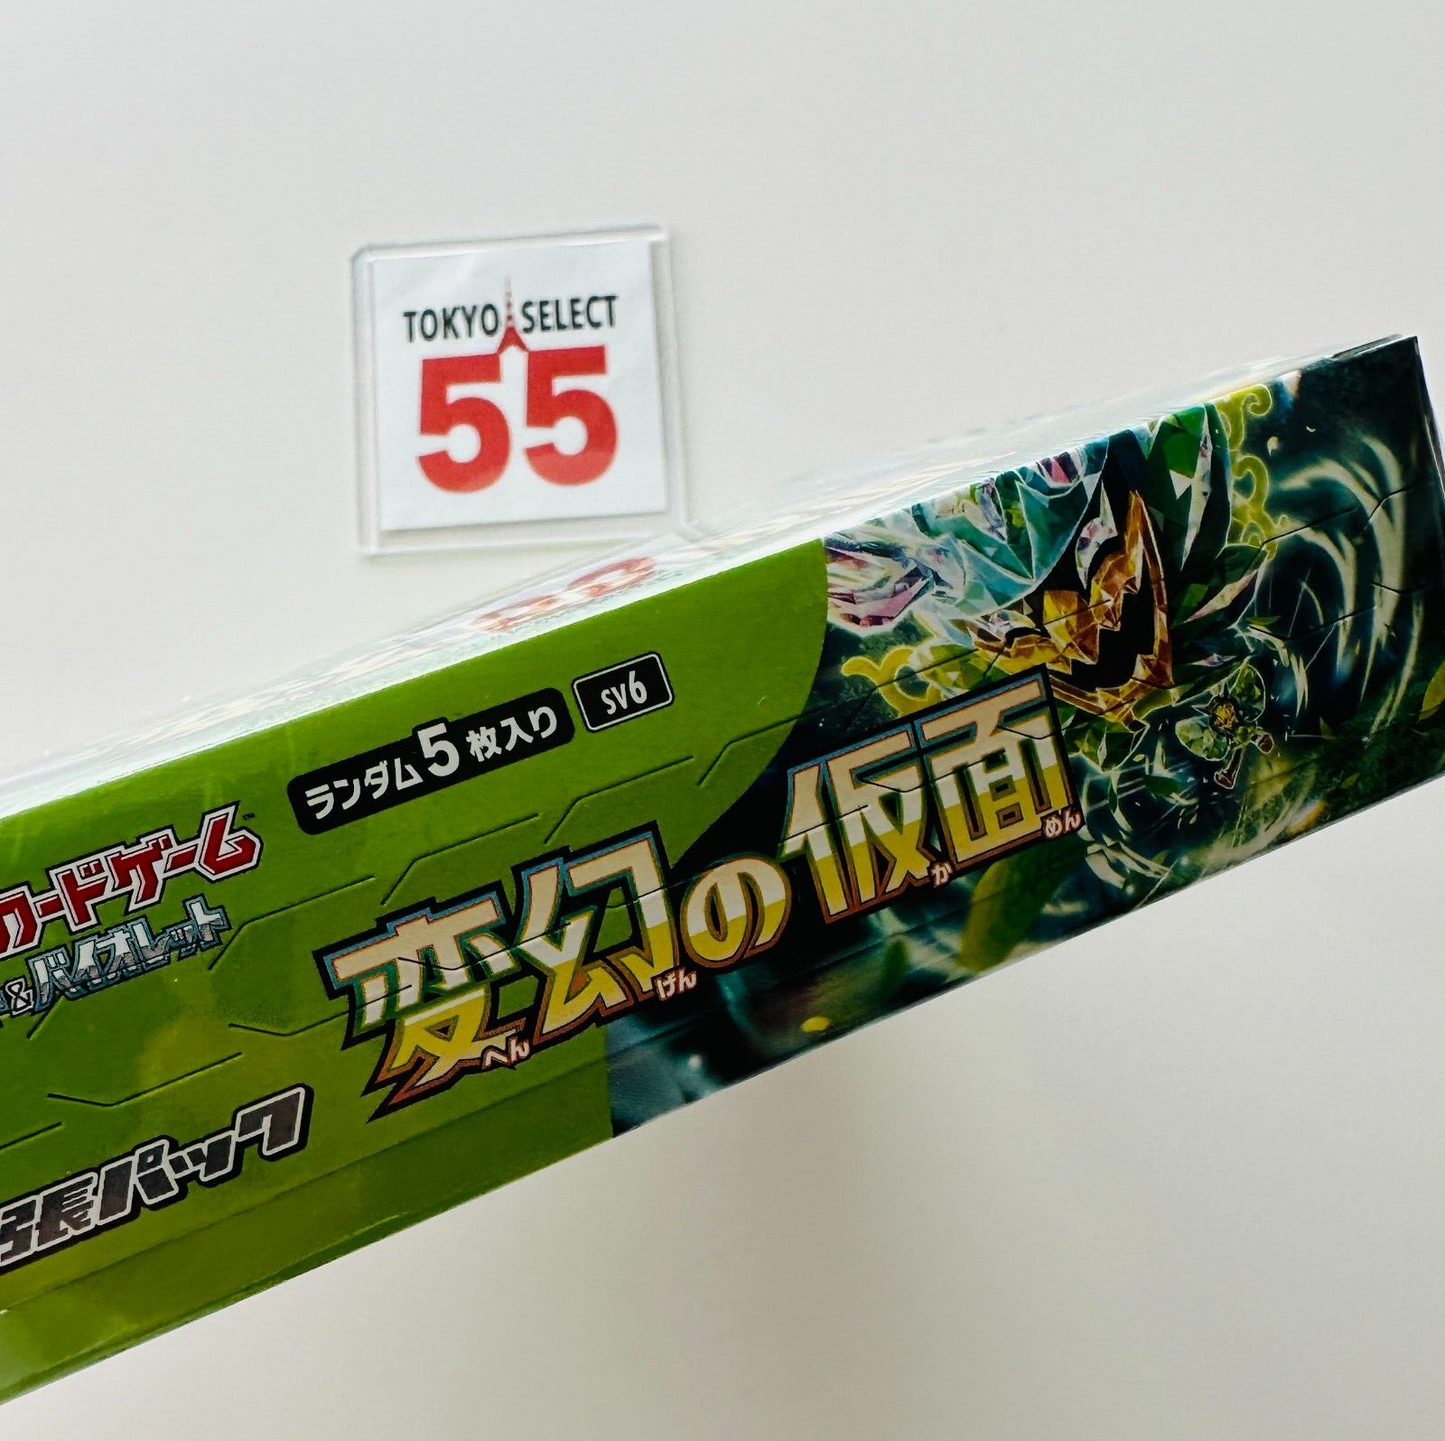 TOKYO SELECT
55
ランダム5枚入り
SV6
カードゲーム
&バイオレット
変幻の仮面
へん げん か めん
張パック